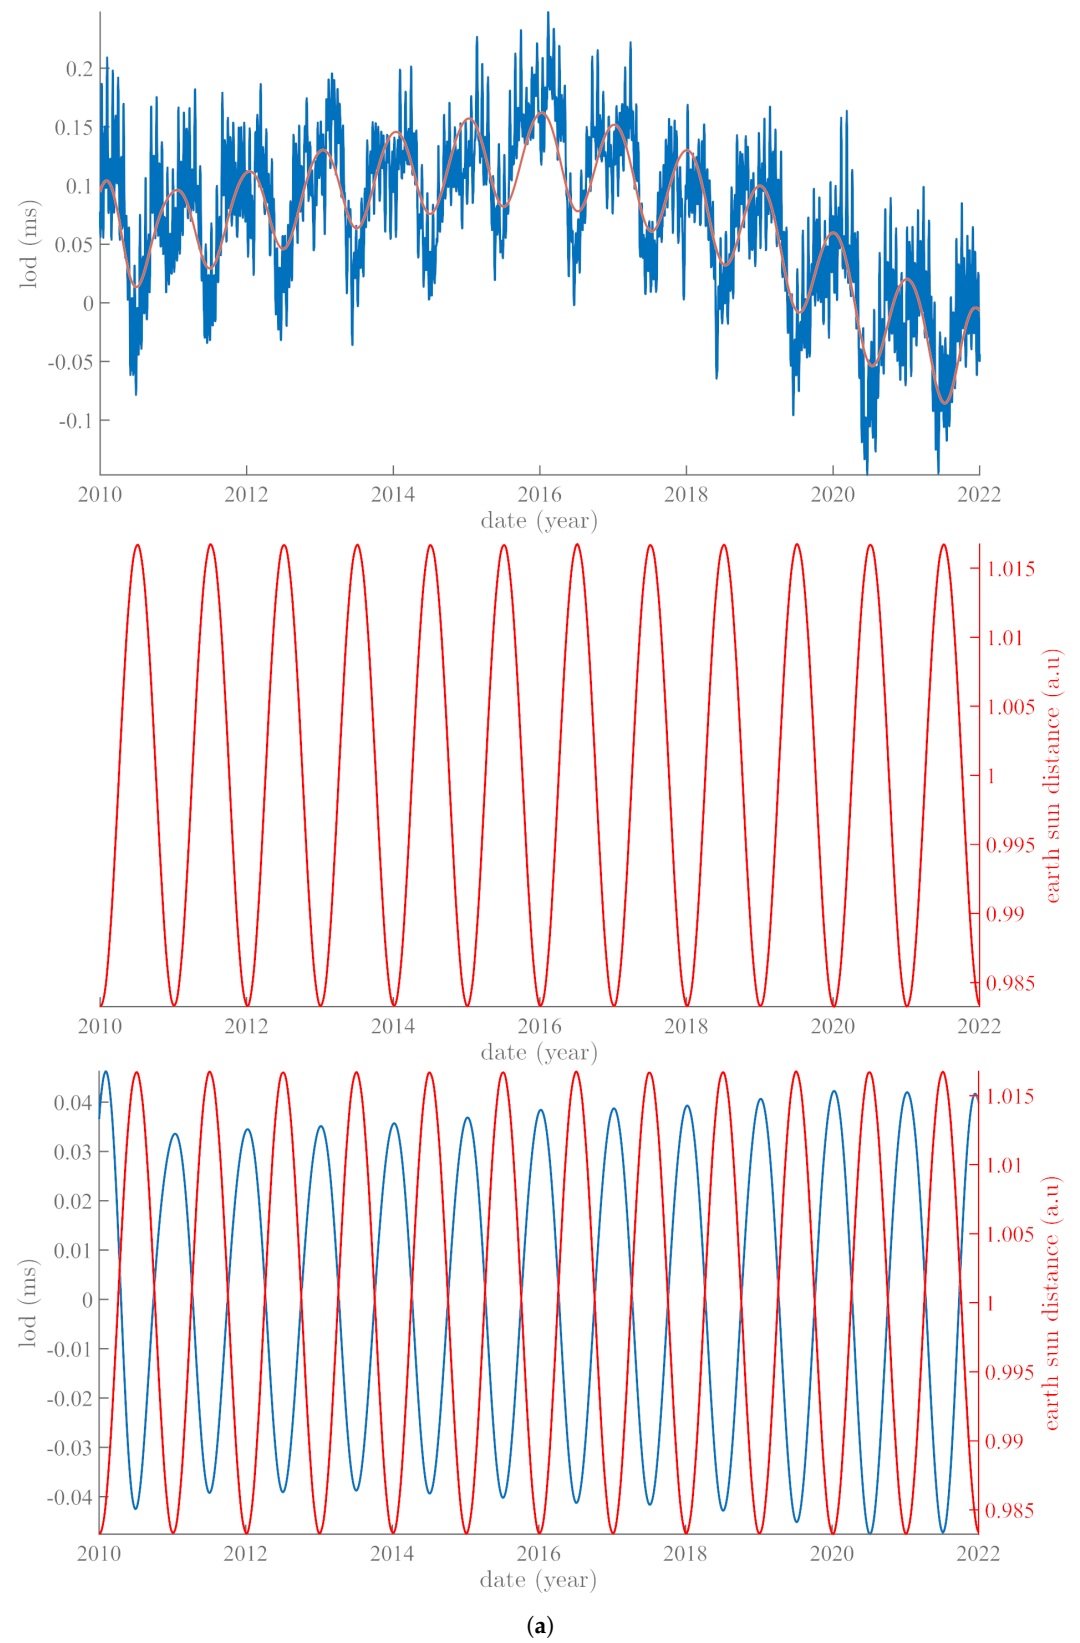 0.2
0.15
0.1
0.05
0
-0.05
-0.1
lod (ms)
2010 2012 2014 2016 2018 2020 2022
date (year)
1.015
1.01
1.005
1
0.995
0.99
0.985
earth sun distance (a.u)
2010 2012 2014 2016 2018 2020 2022
date (year)
0.04
0.03
0.02
0.01
0
-0.01
-0.02
-0.03
-0.04
lod (ms)
1.015
1.01
1.005
1
0.995
0.99
0.985
earth sun distance (a.u)
2010 2012 2014 2016 2018 2020 2022
date (year)
(a)